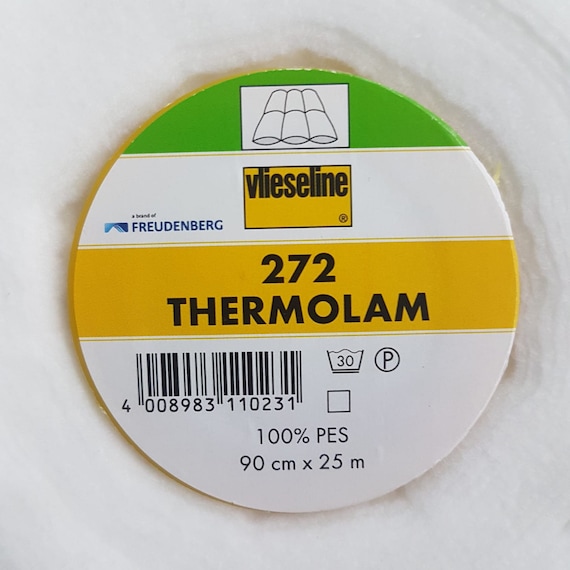 vlieseline
®
a brand of
FREUDENBERG
272
THERMOLAM
4 008983 110231
30 P
100% PES
90 cm x 25 m